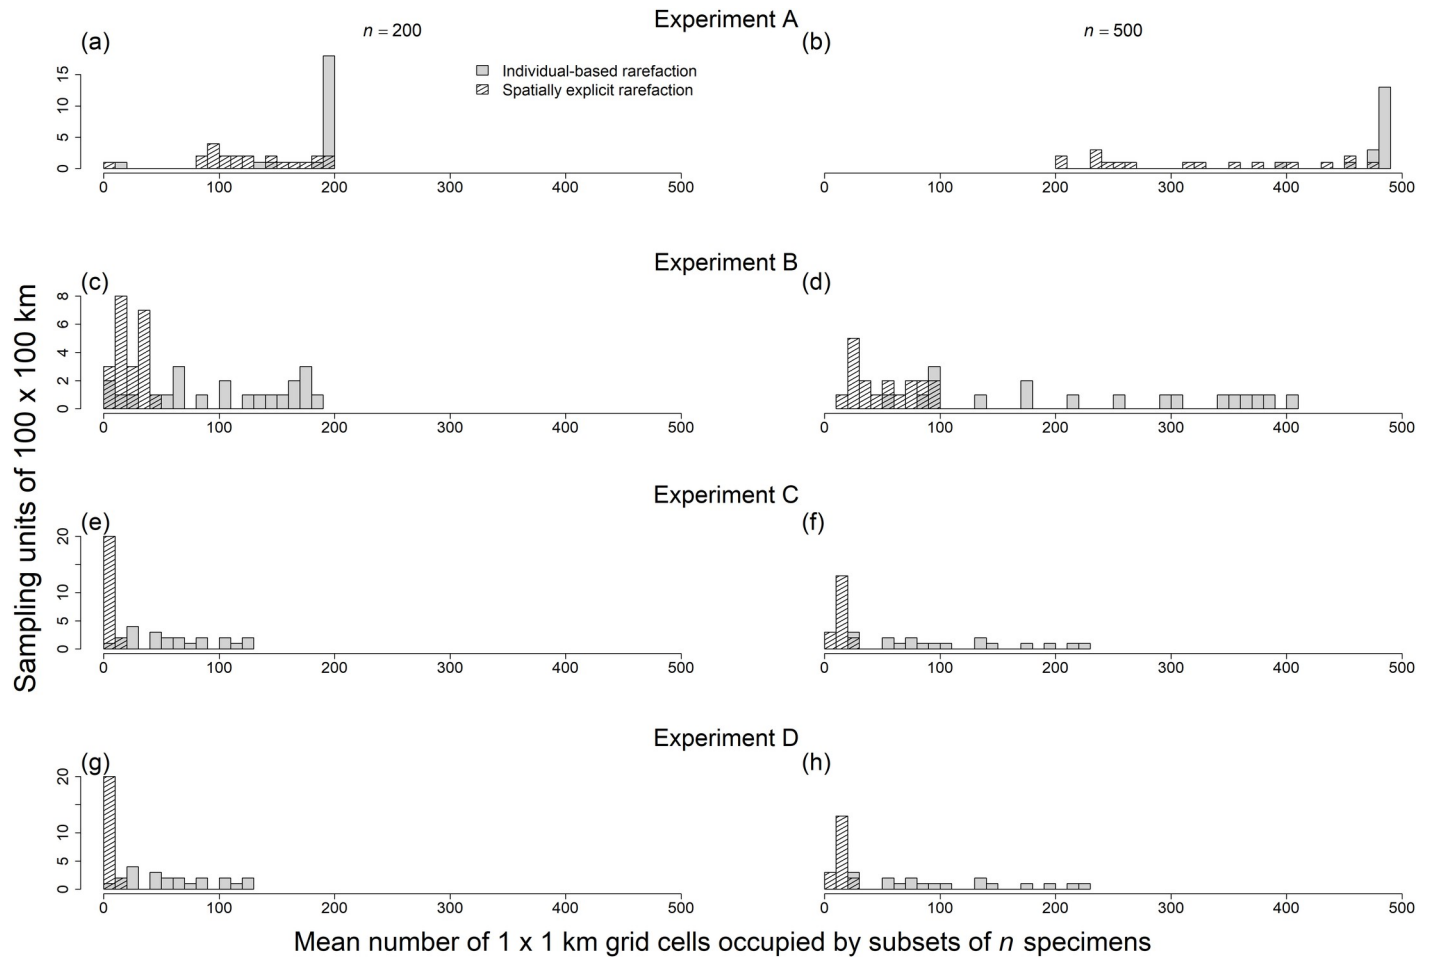 Experiment A
(a)
n = 200
(b)
n = 500
Individual-based rarefaction
Spatially explicit rarefaction
0 5 10 15
0 100 200 300 400 500
0 100 200 300 400 500
Experiment B
(c)
(d)
0 2 4 6 8
0 100 200 300 400 500
0 100 200 300 400 500
Experiment C
(e)
(f)
0 5 10 20
0 100 200 300 400 500
0 100 200 300 400 500
Experiment D
(g)
(h)
0 5 10 20
0 100 200 300 400 500
0 100 200 300 400 500
Sampling units of 100 x 100 km
Mean number of 1 x 1 km grid cells occupied by subsets of n specimens